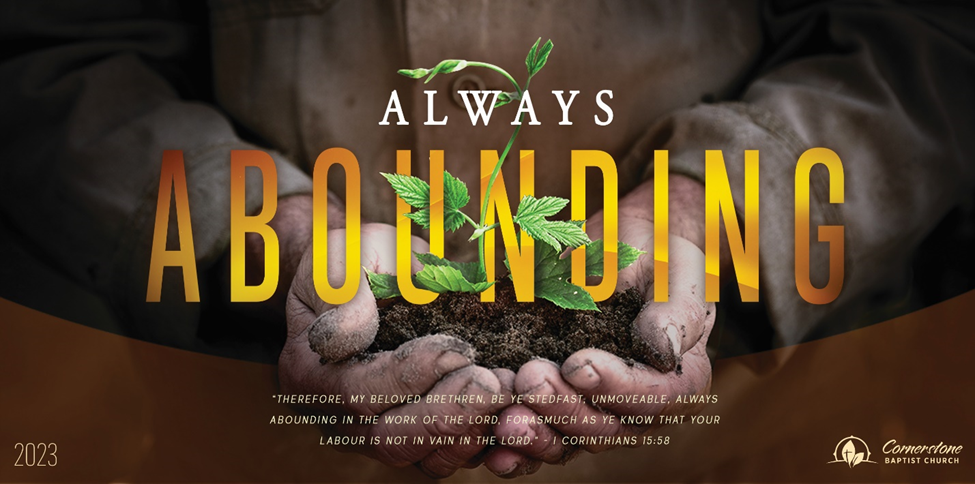 ALWAYS
ABOUNDING
"THEREFORE, MY BELOVED BRETHREN, BE YE STEDFAST, UNMOVEABLE, ALWAYS
ABOUNDING IN THE WORK OF THE LORD, FORASMUCH AS YE KNOW THAT YOUR
LABOUR IS NOT IN VAIN IN THE LORD." - I CORINTHIANS 15:58
2023
Cornerstone
BAPTIST CHURCH